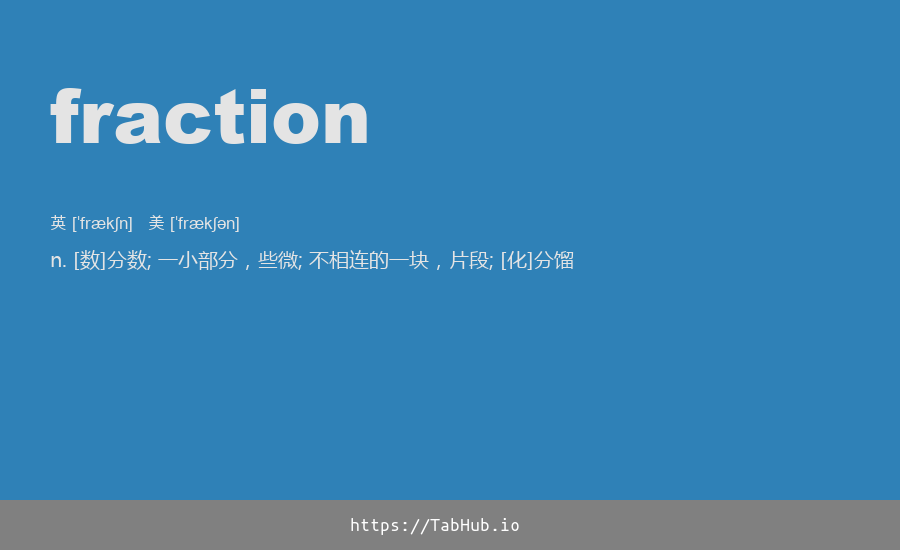 fraction
英 [ˈfrækʃn] 美 [ˈfrækʃən]
n. [数]分数; 一小部分，些微; 不相连的一块，片段; [化]分馏
https://TabHub.io